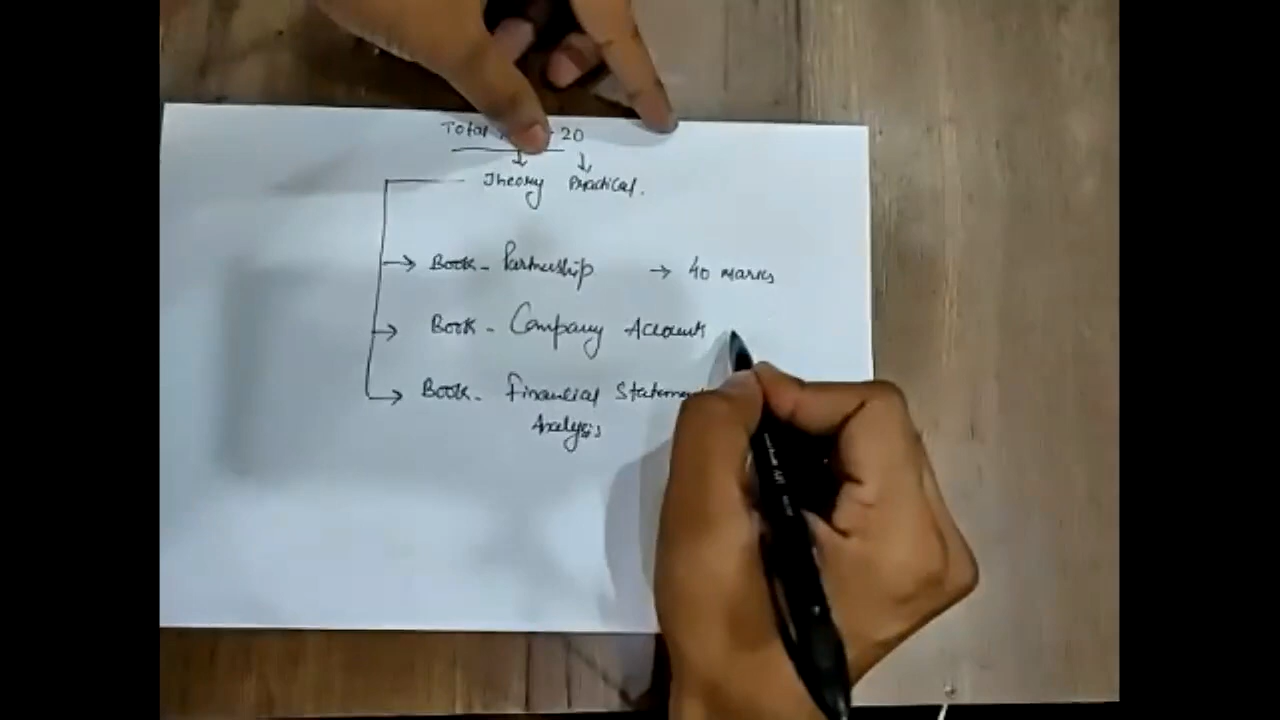 Total - 20
Theory Practical.
Book - Partnership → 40 marks
Book - Company Accounts
Book - Financial Statement
Analysis